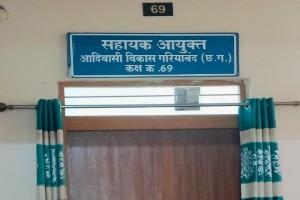 69
सहायक आयुक्त
आदिवासी विकास गरियाबंद (छ.ग.)
कक्ष क्र .69